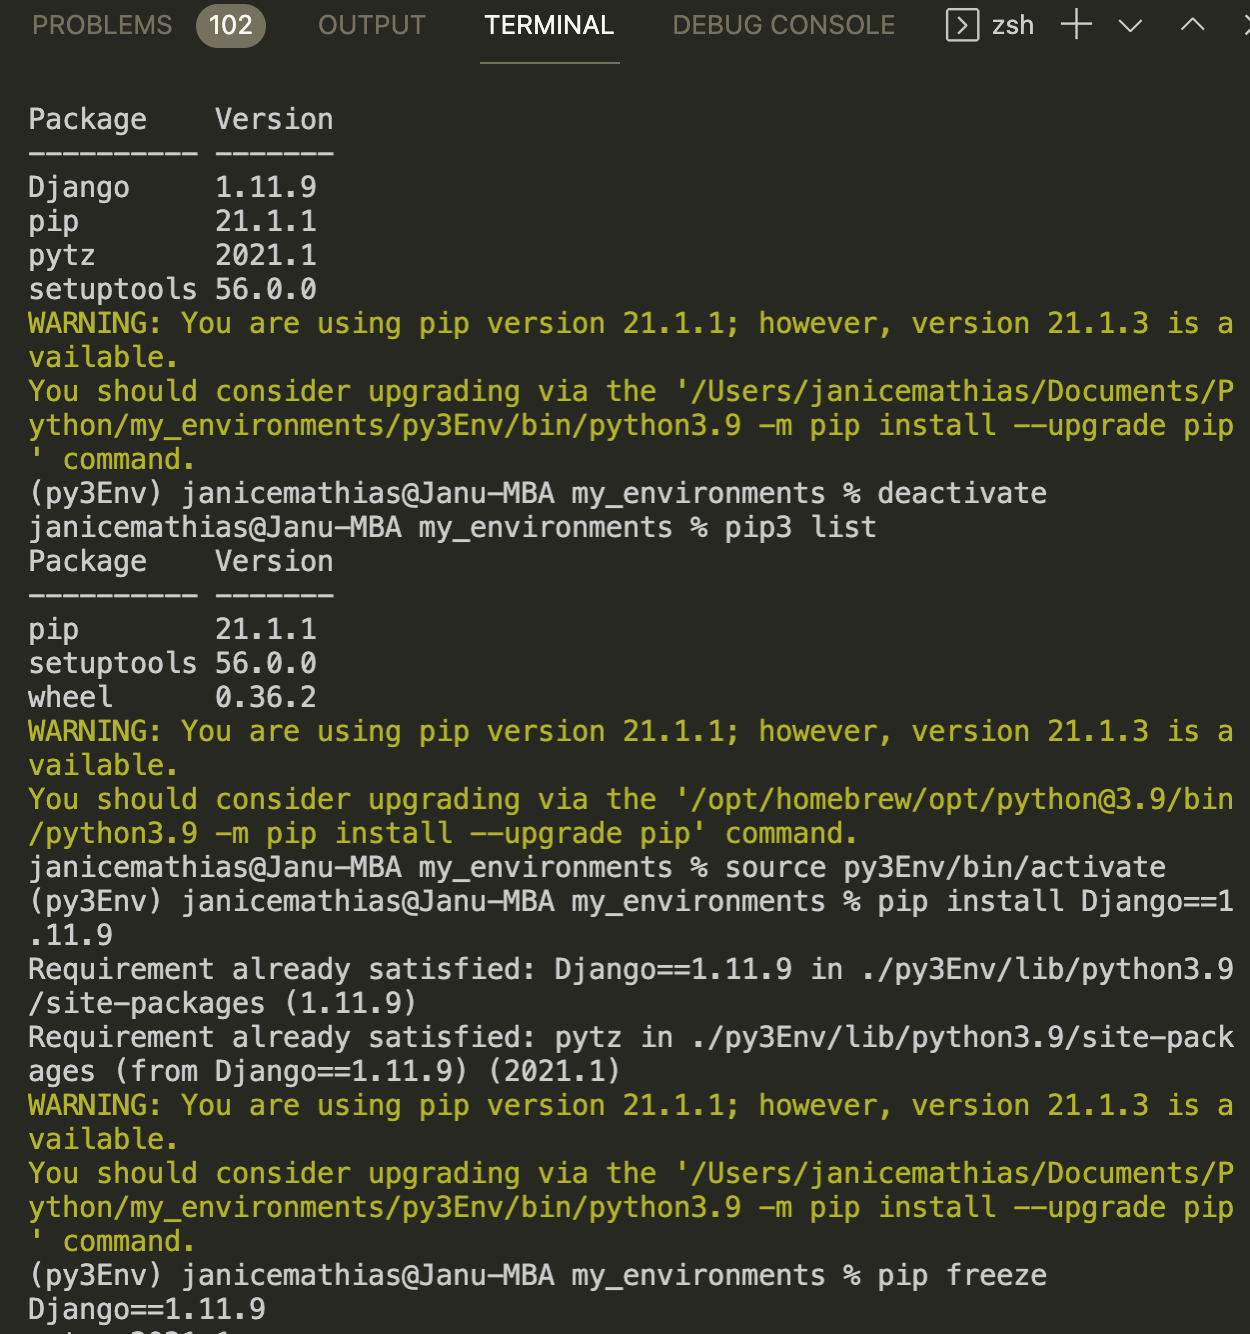 PROBLEMS 102 OUTPUT TERMINAL DEBUG CONSOLE zsh
Package    Version
---------- -------
Django     1.11.9
pip        21.1.1
pytz       2021.1
setuptools 56.0.0
WARNING: You are using pip version 21.1.1; however, version 21.1.3 is a
vailable.
You should consider upgrading via the '/Users/janicemathias/Documents/P
ython/my_environments/py3Env/bin/python3.9 -m pip install --upgrade pip
' command.
(py3Env) janicemathias@Janu-MBA my_environments % deactivate
janicemathias@Janu-MBA my_environments % pip3 list
Package    Version
---------- -------
pip        21.1.1
setuptools 56.0.0
wheel      0.36.2
WARNING: You are using pip version 21.1.1; however, version 21.1.3 is a
vailable.
You should consider upgrading via the '/opt/homebrew/opt/python@3.9/bin
/python3.9 -m pip install --upgrade pip' command.
janicemathias@Janu-MBA my_environments % source py3Env/bin/activate
(py3Env) janicemathias@Janu-MBA my_environments % pip install Django==1
.11.9
Requirement already satisfied: Django==1.11.9 in ./py3Env/lib/python3.9
/site-packages (1.11.9)
Requirement already satisfied: pytz in ./py3Env/lib/python3.9/site-pack
ages (from Django==1.11.9) (2021.1)
WARNING: You are using pip version 21.1.1; however, version 21.1.3 is a
vailable.
You should consider upgrading via the '/Users/janicemathias/Documents/P
ython/my_environments/py3Env/bin/python3.9 -m pip install --upgrade pip
' command.
(py3Env) janicemathias@Janu-MBA my_environments % pip freeze
Django==1.11.9